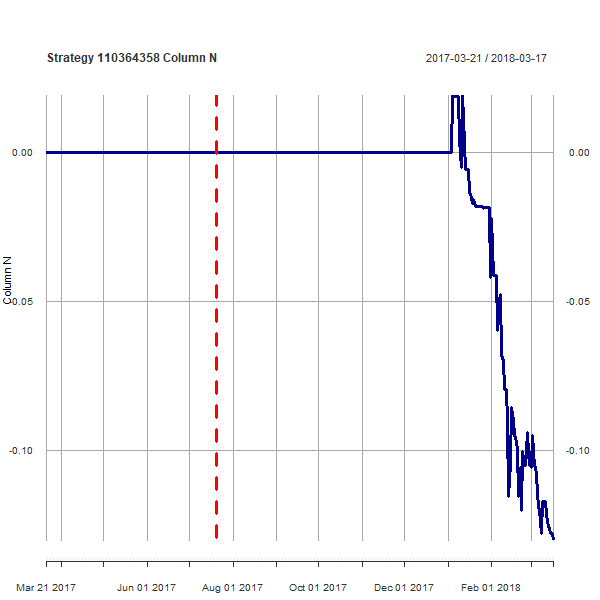 Strategy 110364358 Column N
2017-03-21 / 2018-03-17
0.00
0.00
Column N
-0.05
-0.05
-0.10
-0.10
Mar 21 2017
Jun 01 2017
Aug 01 2017
Oct 01 2017
Dec 01 2017
Feb 01 2018